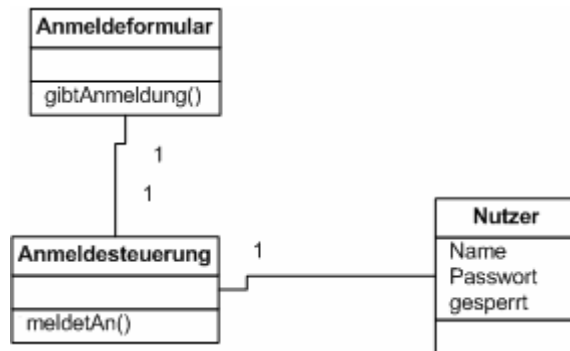 Anmeldeformular
gibtAnmeldung()
1
1
Anmeldesteuerung
meldetAn()
1
Nutzer
Name
Passwort
gesperrt